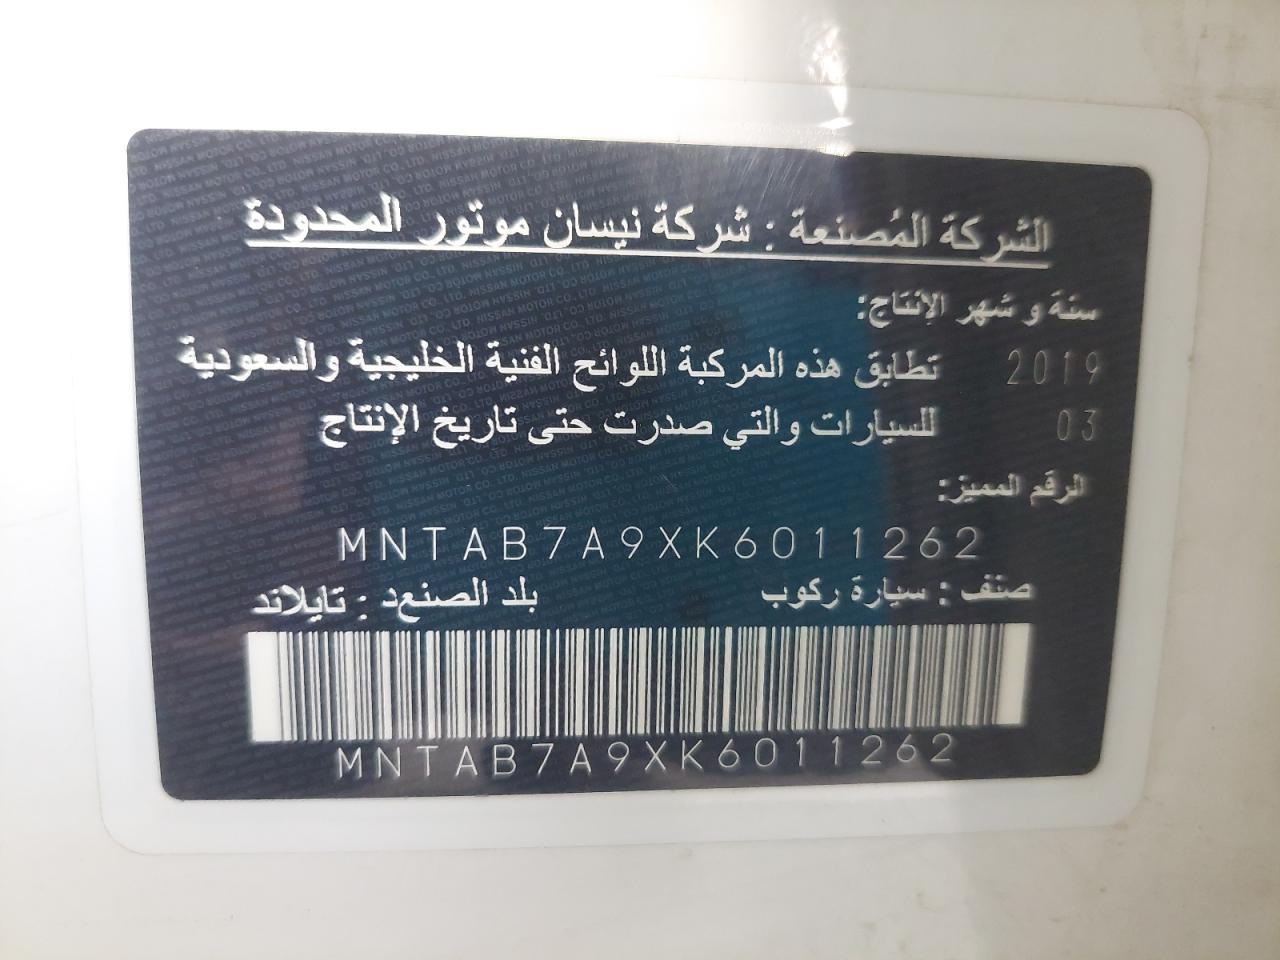 الشركة المُصنعة : شركة نيسان موتور المحدودة
سنة و شهر الإنتاج:
2019 تطابق هذه المركبة اللوائح الفنية الخليجية والسعودية
03 للسيارات والتي صدرت حتى تاريخ الإنتاج
الرقم المميز:
MNTAB7A9XK6011262
صنف : سيارة ركوب بلد الصنعد : تايلاند
MNTAB7A9XK6011262